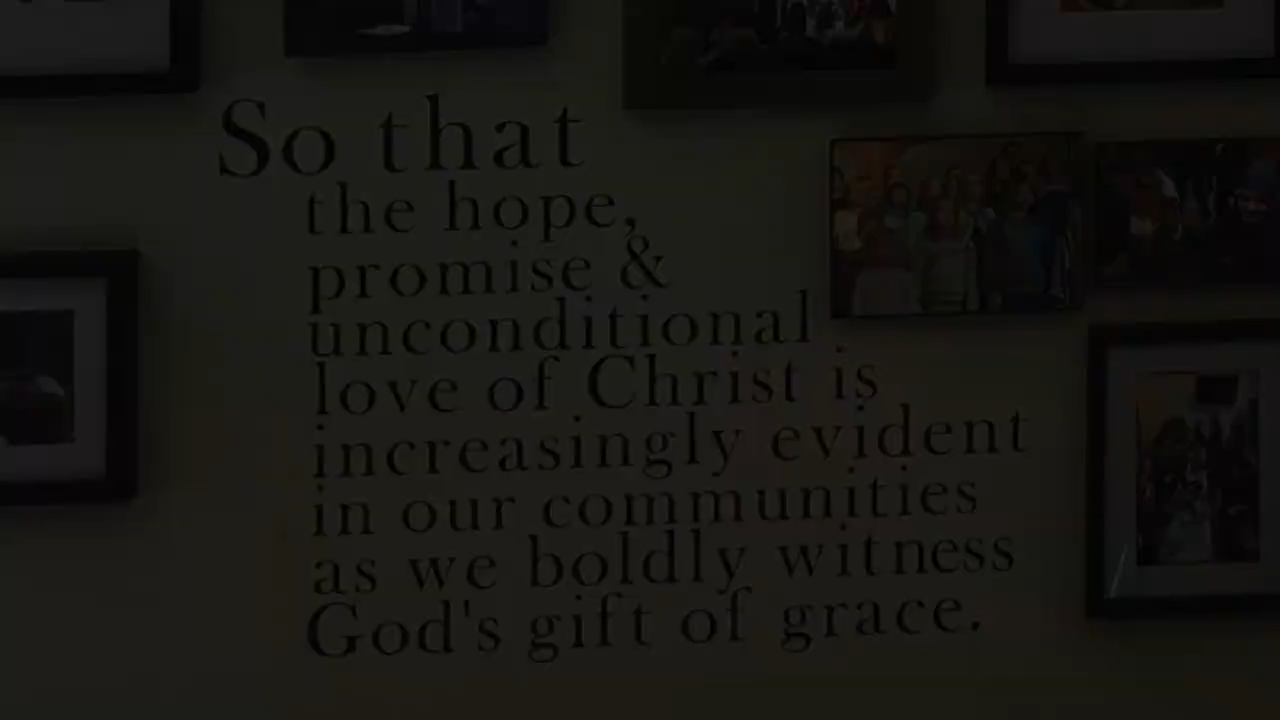 So that
the hope,
promise &
unconditional
love of Christ is
increasingly evident
in our communities
as we boldly witness
God's gift of grace.